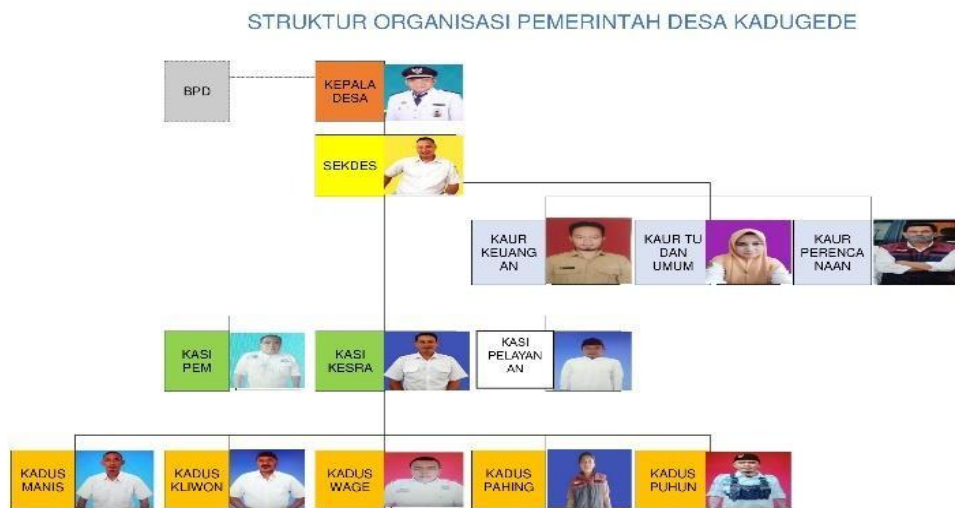 STRUKTUR ORGANISASI PEMERINTAH DESA KADUGEDE
BPD
KEPALA
DESA
SEKDES
KAUR
KEUANG
AN
KAUR TU
DAN
UMUM
KAUR
PERENCA
NAAN
KASI
PEM
KASI
KESRA
KASI
PELAYAN
AN
KADUS
MANIS
KADUS
KLIWON
KADUS
WAGE
KADUS
PAHING
KADUS
PUHUN